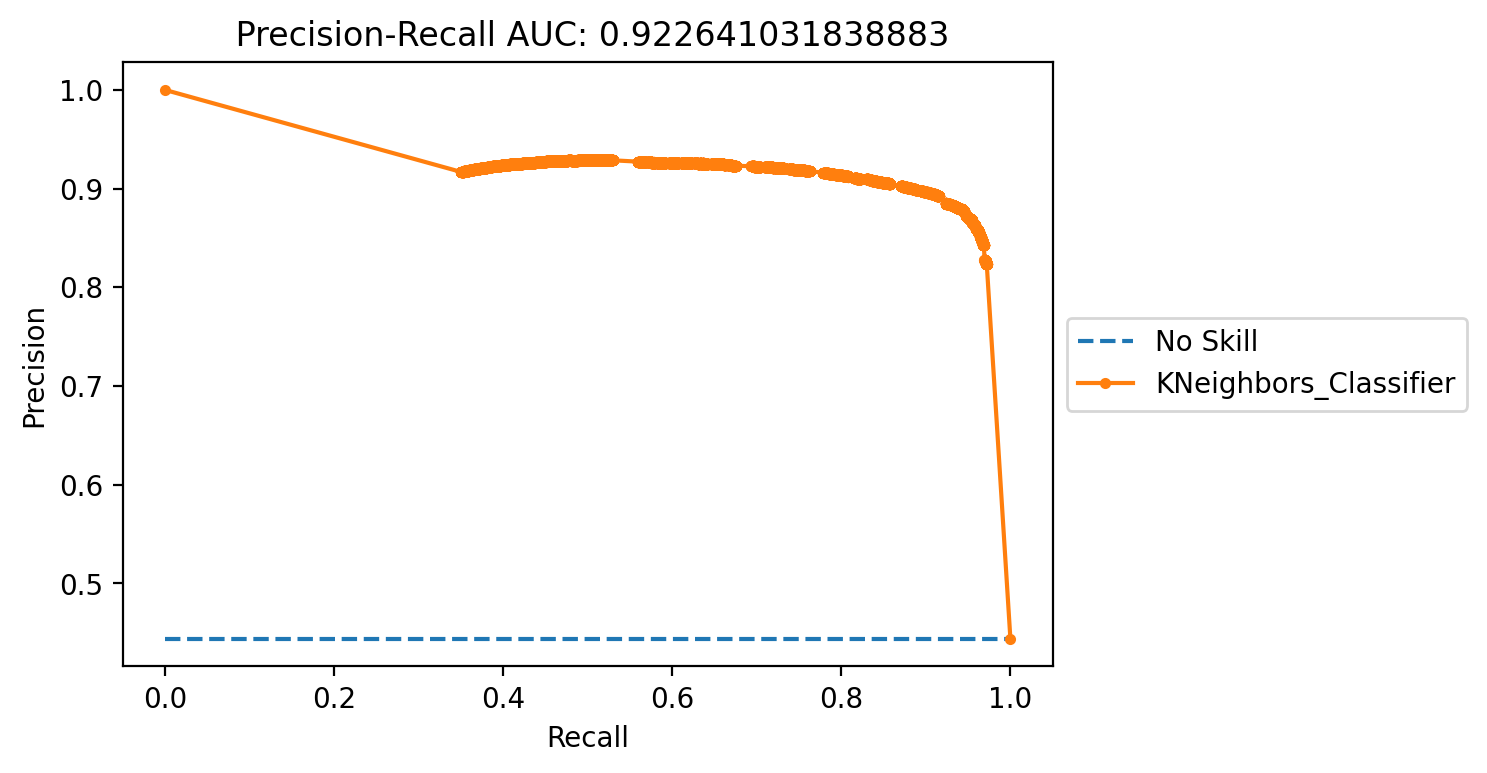 Precision-Recall AUC: 0.922641031838883
1.0
0.9
0.8
0.7
0.6
0.5
Precision
0.0 0.2 0.4 0.6 0.8 1.0
Recall
No Skill
KNeighbors_Classifier